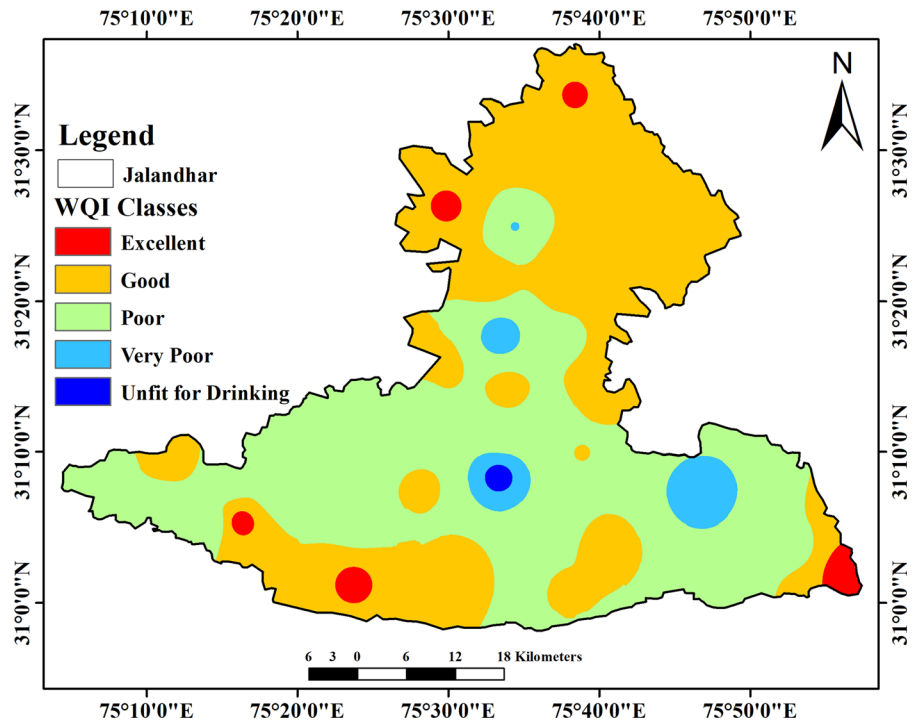 75°10'0"E 75°20'0"E 75°30'0"E 75°40'0"E 75°50'0"E
N
31°30'0"N 31°30'0"N
Legend
Jalandhar
WQI Classes
Excellent
Good
31°20'0"N 31°20'0"N
Poor
Very Poor
Unfit for Drinking
31°10'0"N 31°10'0"N
31°0'0"N 31°0'0"N
6 3 0 6 12 18 Kilometers
75°10'0"E 75°20'0"E 75°30'0"E 75°40'0"E 75°50'0"E